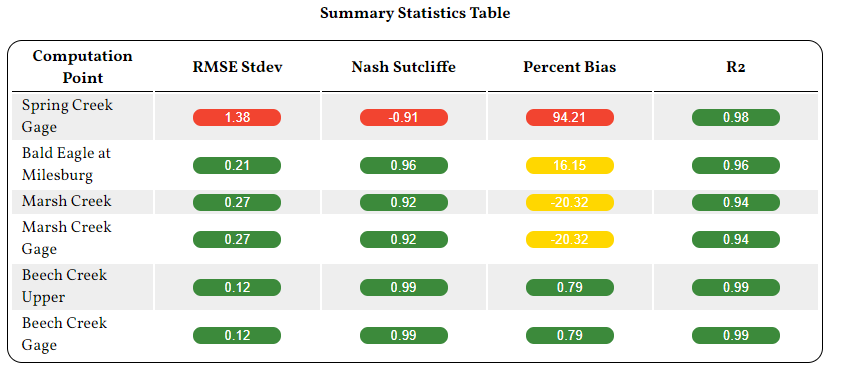 Summary Statistics Table
Computation Point RMSE Stdev Nash Sutcliffe Percent Bias R2
Spring Creek Gage 1.38 -0.91 94.21 0.98
Bald Eagle at Milesburg 0.21 0.96 16.15 0.96
Marsh Creek 0.27 0.92 -20.32 0.94
Marsh Creek Gage 0.27 0.92 -20.32 0.94
Beech Creek Upper 0.12 0.99 0.79 0.99
Beech Creek Gage 0.12 0.99 0.79 0.99